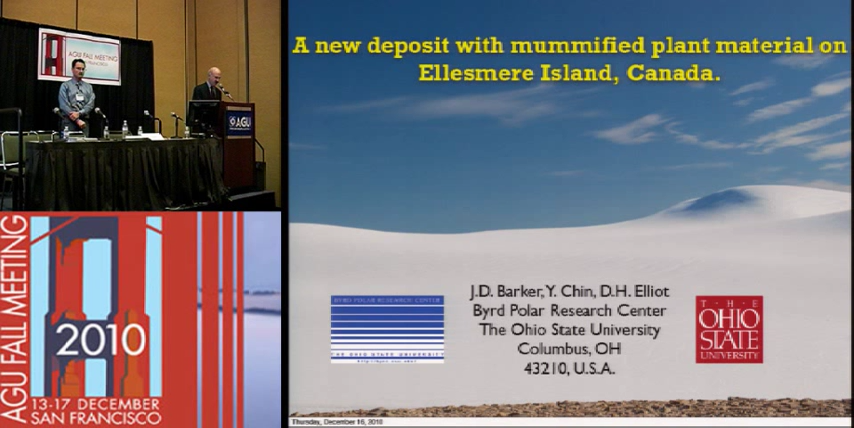 AGU FALL MEETING
AGU
AGU FALL MEETING
2010
13-17 DECEMBER
SAN FRANCISCO
A new deposit with mummified plant material on
Ellesmere Island, Canada.
BYRD POLAR RESEARCH CENTER
THE OHIO STATE UNIVERSITY
J.D. Barker, Y. Chin, D.H. Elliot
Byrd Polar Research Center
The Ohio State University
Columbus, OH
43210, U.S.A.
T · H · E
OHIO
STATE
UNIVERSITY
Thursday, December 16, 2010